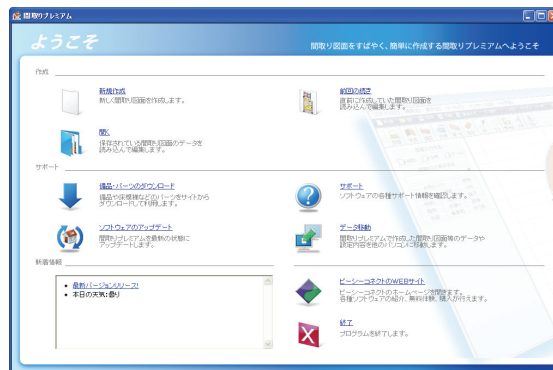 間取りプレミアム
ようこそ
間取り図面をすばやく、簡単に作成する間取りプレミアムへようこそ
作成
新規作成
新しく間取り図面を作成します。
前回の続き
直前に作成していた間取り図面を
読み込んで編集します。
開く
保存されている間取り図面のデータを
読み込んで編集します。
サポート
備品・パーツのダウンロード
備品や床模様などのパーツをサイトから
ダウンロードして利用します。
サポート
ソフトウェアの各種サポート情報を確認します。
ソフトウェアのアップデート
間取りプレミアムを最新の状態に
アップデートします。
データ移動
間取りプレミアムで作成した間取り図面等のデータや
設定内容を他のパソコンに移動します。
新着情報
最新バージョンリリース!
本日の天気:曇り
ピーシーコネクトのWEBサイト
ピーシーコネクトのホームページを開きます。
各種ソフトウェアの紹介、無料体験、購入が行えます。
終了
プログラムを終了します。